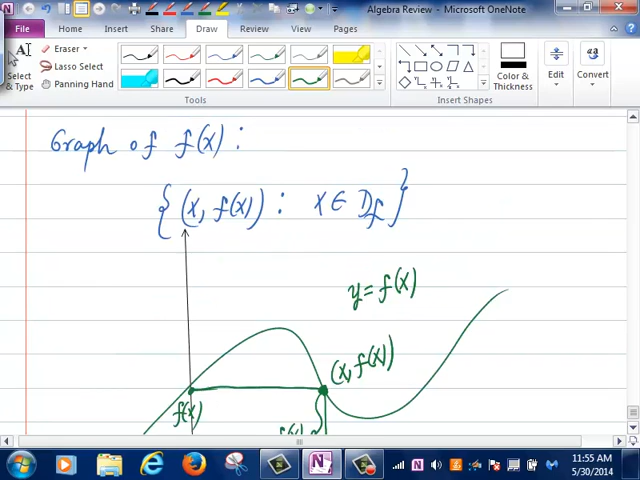 Algebra Review - Microsoft OneNote
File Home Insert Share Draw Review View Pages
Select & Type
Eraser
Lasso Select
Panning Hand
Color & Thickness
Edit
Convert
Tools
Insert Shapes
Graph of f(x) :
{(x, f(x)) : x ∈ Df}
y = f(x)
(x, f(x))
f(x)
f(x)
11:55 AM
5/30/2014